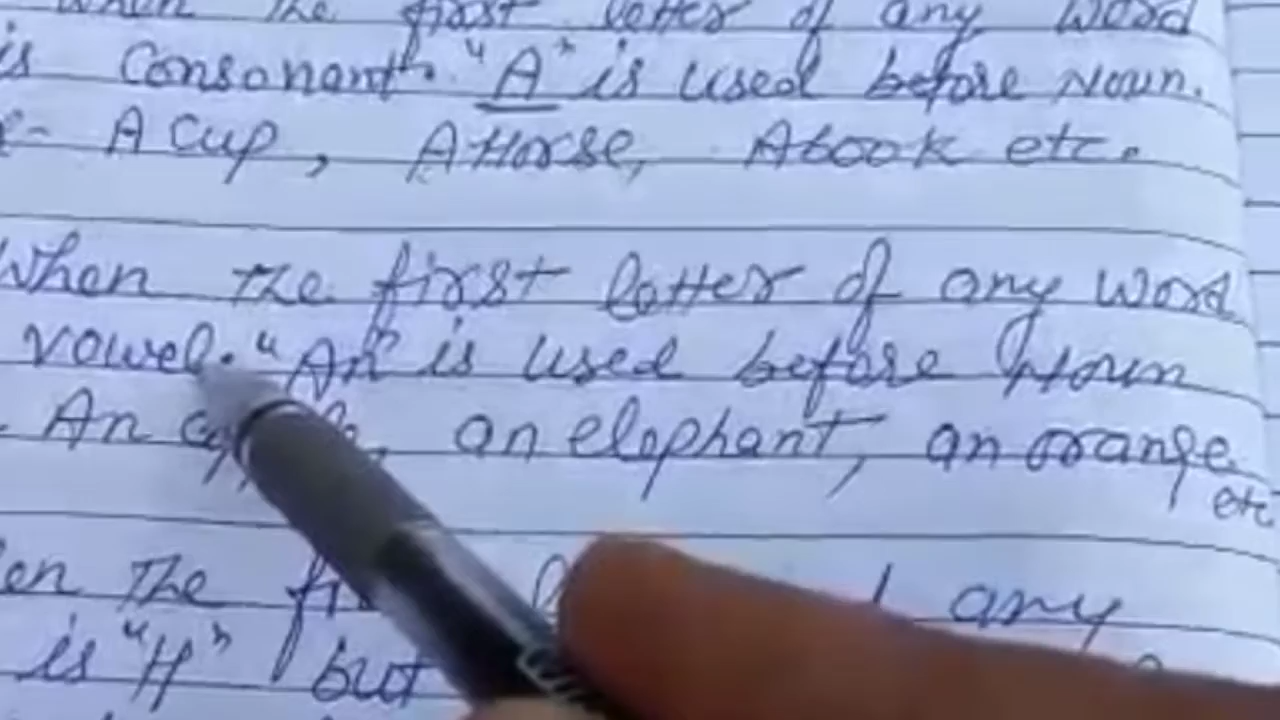 When the first letter of any word
is Consonant. "A" is used before Noun.
A Cup, A Horse, A book etc.
When the first letter of any word
vowel. "An" is used before Noun
An apple, an elephant, an orange
etc
the any
is "H" but